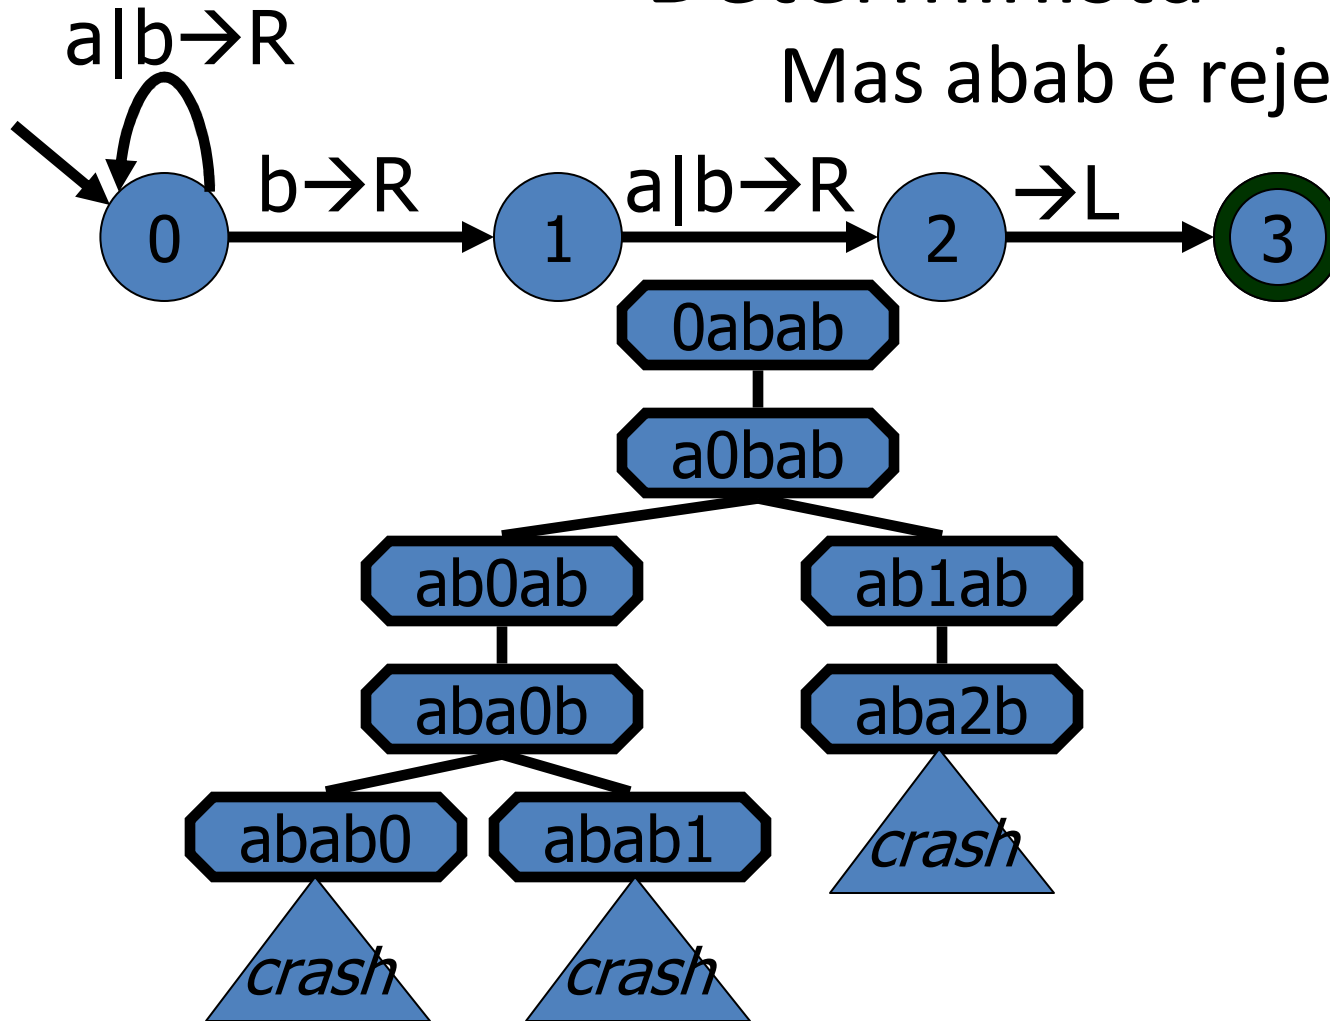 a|b→R
Mas abab é reje
b→R a|b→R →L
0 1 2 3
0abab
a0bab
ab0ab ab1ab
aba0b aba2b
abab0 abab1 crash
crash crash